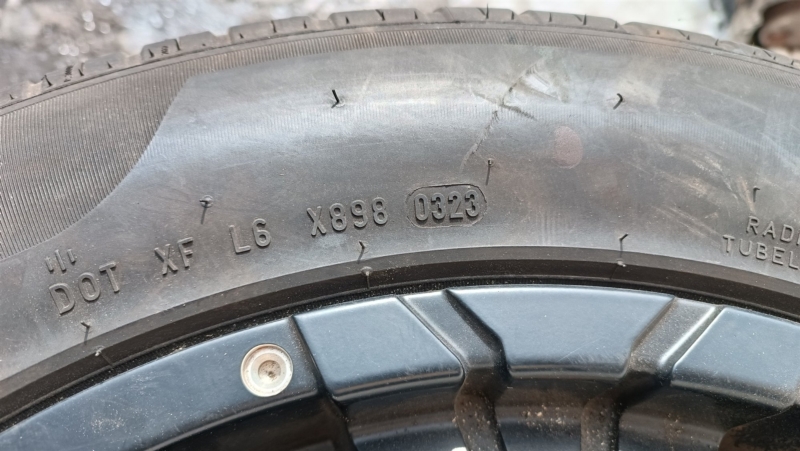 DOT XF L6 X898 0323
RADI
TUBEL